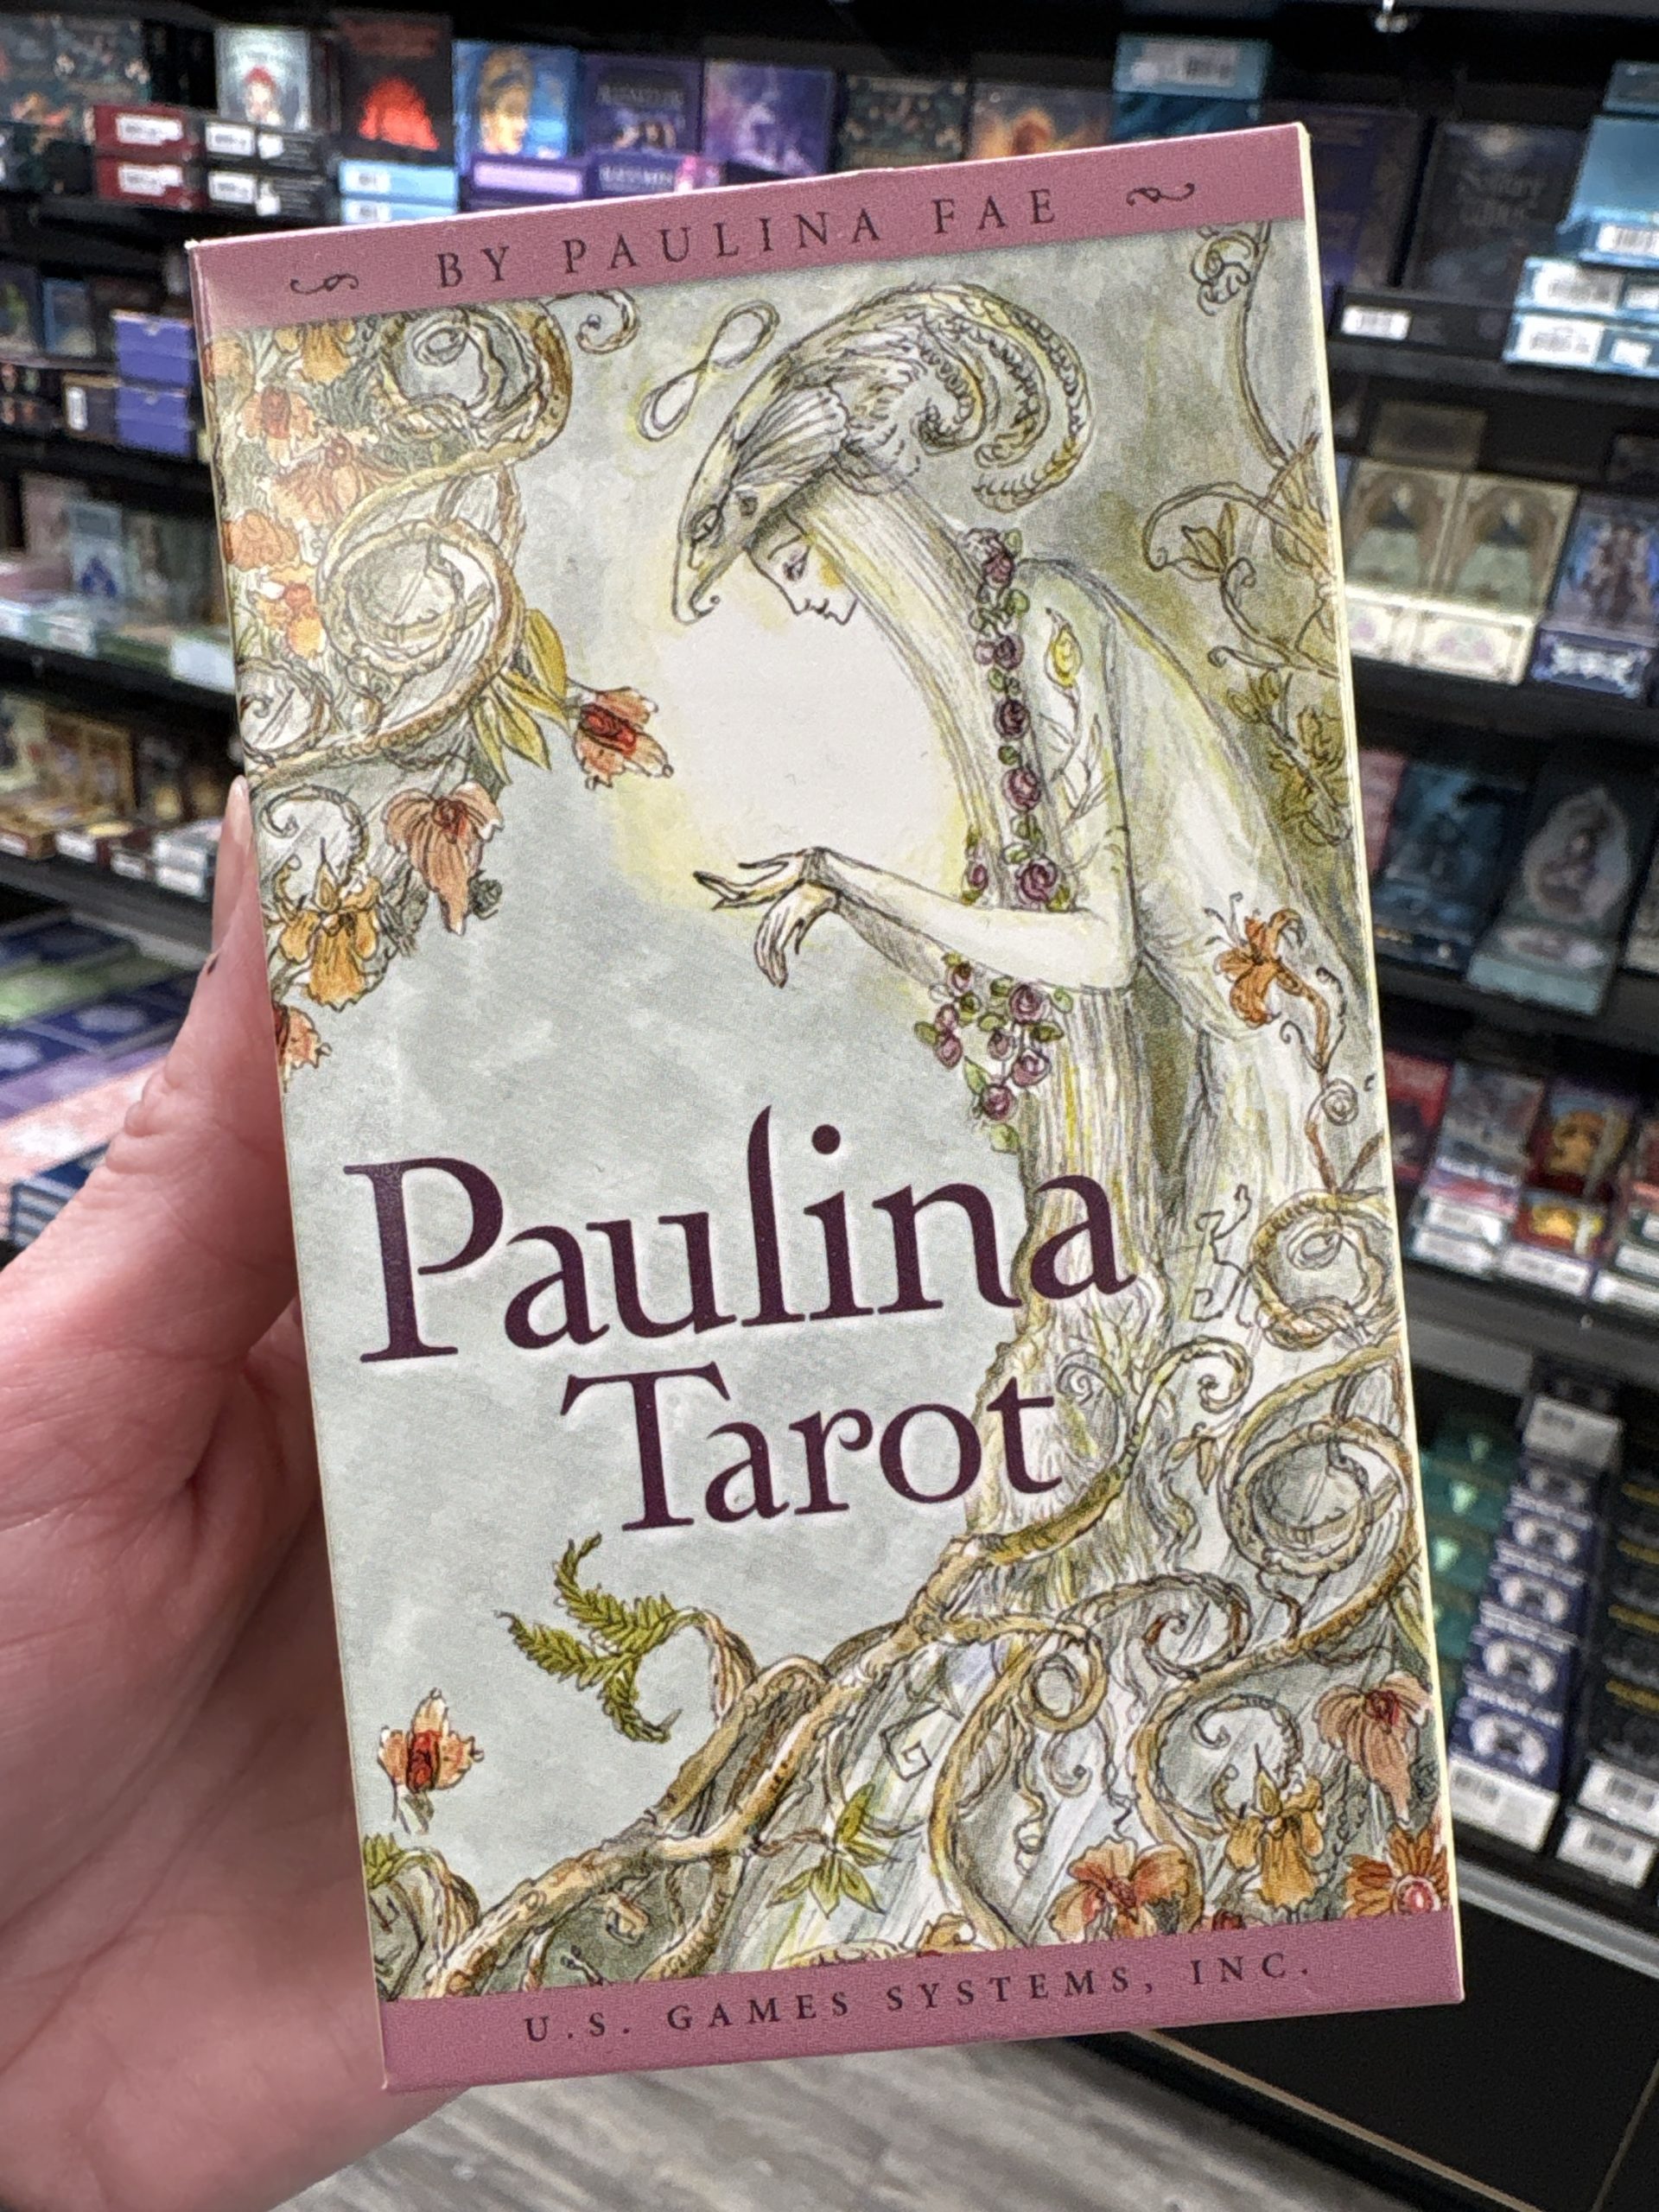 BY PAULINA FAE
Paulina
Tarot
U.S. GAMES SYSTEMS, INC.